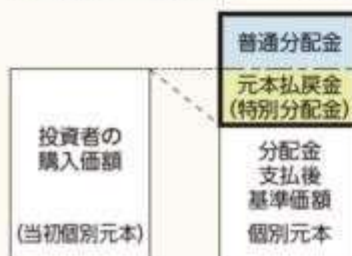 普通分配金
元本払戻金
(特別分配金)
投資者の
購入価額
(当初個別元本)
分配金
支払後
基準価額
個別元本